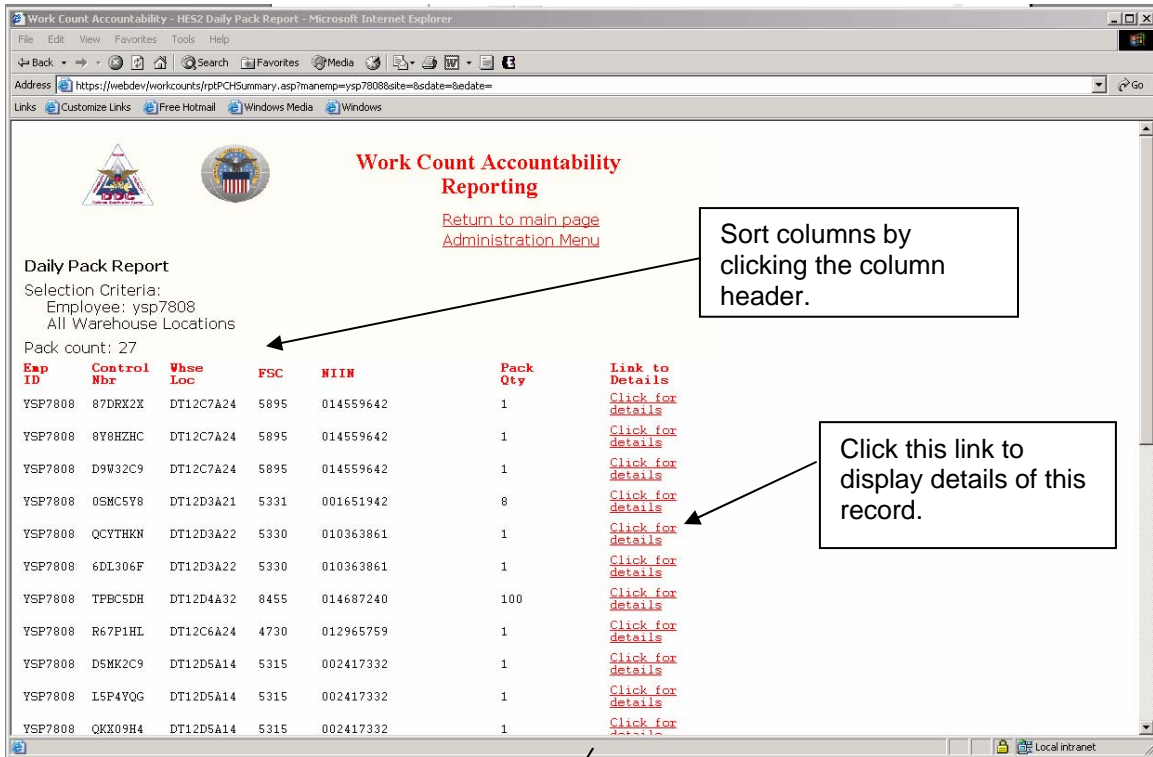 Work Count Accountability - HES2 Daily Pack Report - Microsoft Internet Explorer
File Edit View Favorites Tools Help
Back Search Favorites Media
Address https://webdev/workcounts/rptPCHSummary.asp?manemp=ysp7808&site=&sdate=&edate= Go
Links Customize Links Free Hotmail Windows Media Windows
DDC
Work Count Accountability
Reporting
Return to main page
Administration Menu
Sort columns by
clicking the column
header.
Daily Pack Report
Selection Criteria:
Employee: ysp7808
All Warehouse Locations
Pack count: 27
Emp Control Whse FSC NIIN Pack Link to
ID Nbr Loc Qty Details
YSP7808 87DRX2X DT12C7A24 5895 014559642 1 Click for
details
YSP7808 8Y8HZHC DT12C7A24 5895 014559642 1 Click for
details
YSP7808 D9W32C9 DT12C7A24 5895 014559642 1 Click for
details
YSP7808 0SMC5Y8 DT12D3A21 5331 001651942 8 Click for
details
YSP7808 QCYTHKN DT12D3A22 5330 010363861 1 Click for
details
YSP7808 6DL306F DT12D3A22 5330 010363861 1 Click for
details
YSP7808 TPBC5DH DT12D4A32 8455 014687240 100 Click for
details
YSP7808 R67P1HL DT12C6A24 4730 012965759 1 Click for
details
YSP7808 D5MK2C9 DT12D5A14 5315 002417332 1 Click for
details
YSP7808 L5P4YQG DT12D5A14 5315 002417332 1 Click for
details
YSP7808 QKX09H4 DT12D5A14 5315 002417332 1 Click for
details
Click this link to
display details of this
record.
Local intranet